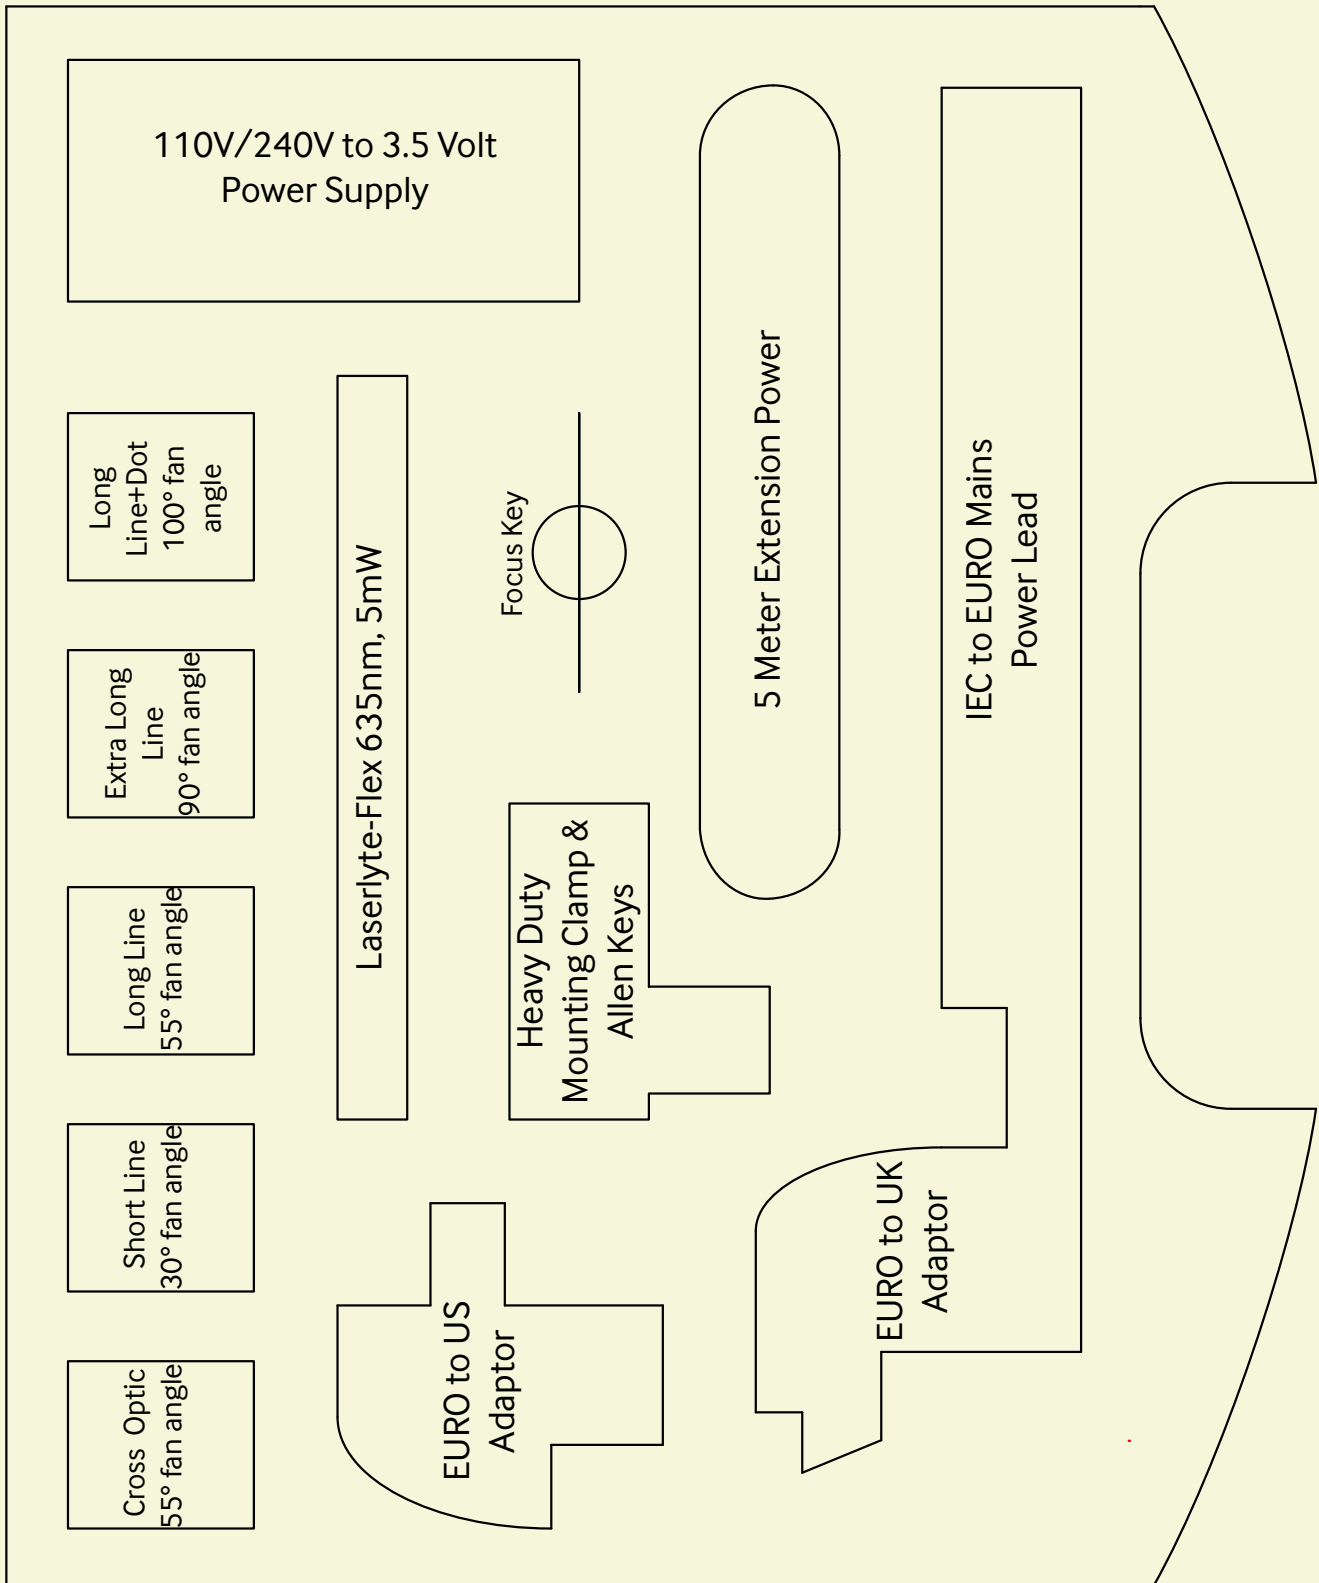 110V/240V to 3.5 Volt
Power Supply
Long
Line+Dot
100° fan
angle
Extra Long
Line
90° fan angle
Long Line
55° fan angle
Short Line
30° fan angle
Cross Optic
55° fan angle
Laserlyte-Flex 635nm, 5mW
Focus Key
Heavy Duty
Mounting Clamp &
Allen Keys
EURO to US
Adaptor
5 Meter Extension Power
IEC to EURO Mains
Power Lead
EURO to UK
Adaptor